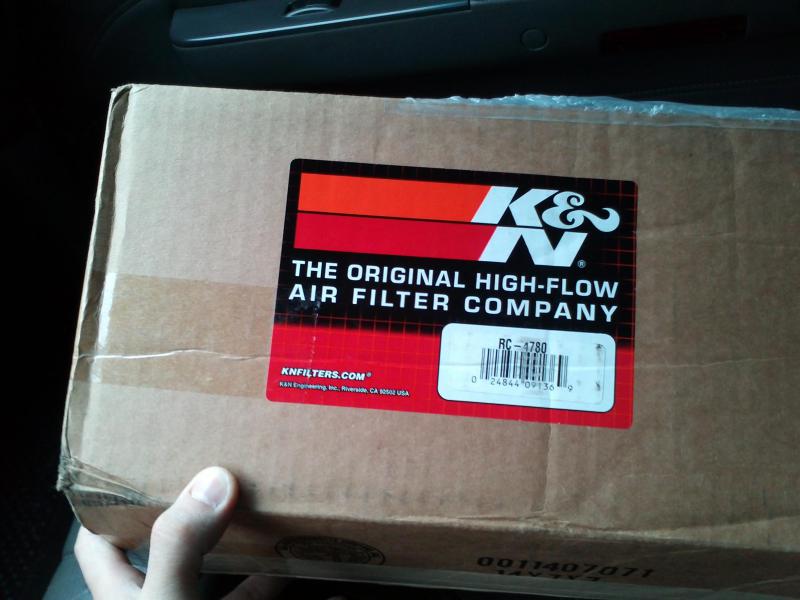 K&N®
THE ORIGINAL HIGH-FLOW
AIR FILTER COMPANY
RC-4780
0 24844 09136 9
KNFILTERS.COM®
K&N Engineering, Inc., Riverside, CA 92502 USA
0011407071